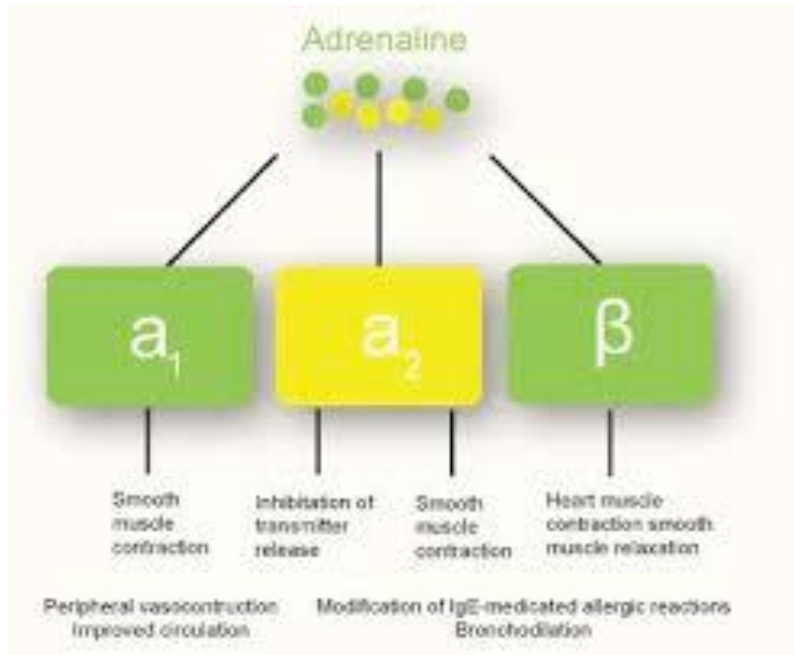 Adrenaline
a1
a2
β
Smooth
muscle
contraction
Inhibitation of
transmitter
release
Smooth
muscle
contraction
Heart muscle
contraction smooth
muscle relaxation
Peripheral vasocontruction
Improved circulation
Modification of IgE-medicated allergic reactions
Bronchodilation